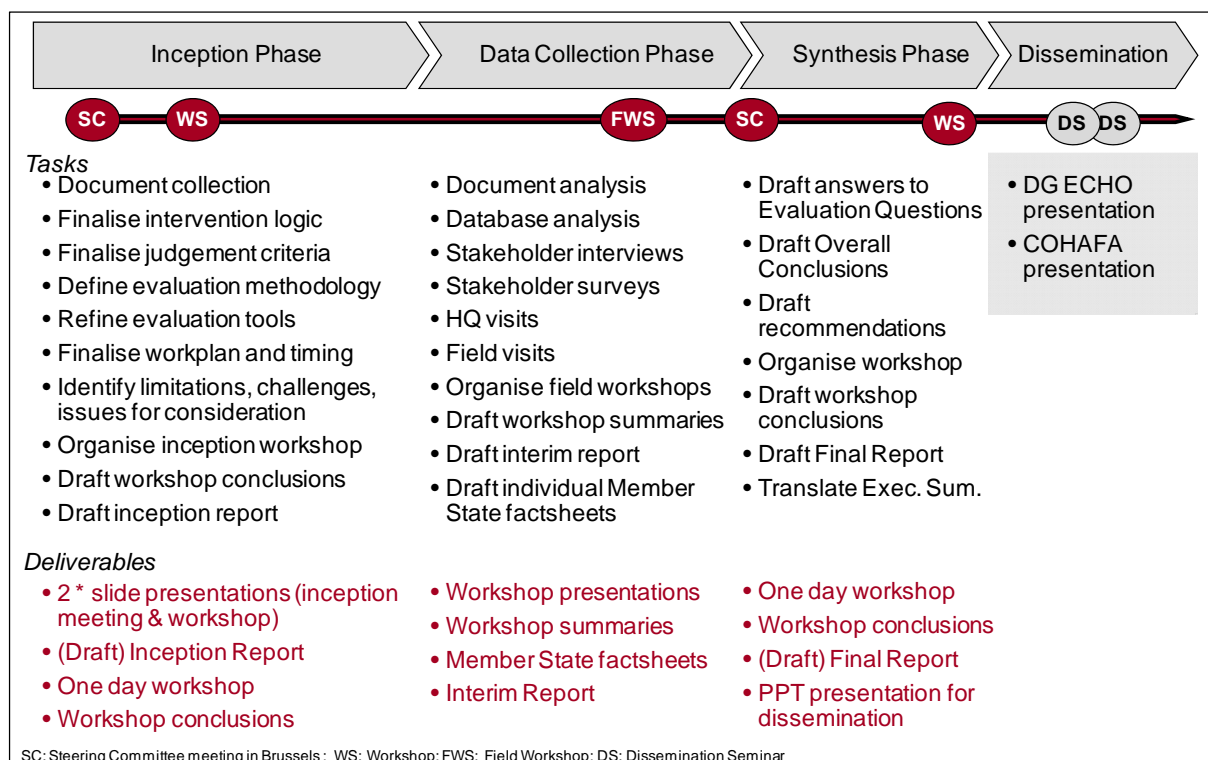 Inception Phase
Data Collection Phase
Synthesis Phase
Dissemination
SC
WS
FWS
SC
WS
DS
DS
Tasks
• Document collection
• Finalise intervention logic
• Finalise judgement criteria
• Define evaluation methodology
• Refine evaluation tools
• Finalise workplan and timing
• Identify limitations, challenges,
issues for consideration
• Organise inception workshop
• Draft workshop conclusions
• Draft inception report
• Document analysis
• Database analysis
• Stakeholder interviews
• Stakeholder surveys
• HQ visits
• Field visits
• Organise field workshops
• Draft workshop summaries
• Draft interim report
• Draft individual Member
State factsheets
• Draft answers to
Evaluation Questions
• Draft Overall
Conclusions
• Draft
recommendations
• Organise workshop
• Draft workshop
conclusions
• Draft Final Report
• Translate Exec. Sum.
• DG ECHO
presentation
• COHAFA
presentation
Deliverables
• 2 * slide presentations (inception
meeting & workshop)
• (Draft) Inception Report
• One day workshop
• Workshop conclusions
• Workshop presentations
• Workshop summaries
• Member State factsheets
• Interim Report
• One day workshop
• Workshop conclusions
• (Draft) Final Report
• PPT presentation for
dissemination
SC: Steering Committee meeting in Brussels ; WS: Workshop; FWS: Field Workshop; DS: Dissemination Seminar